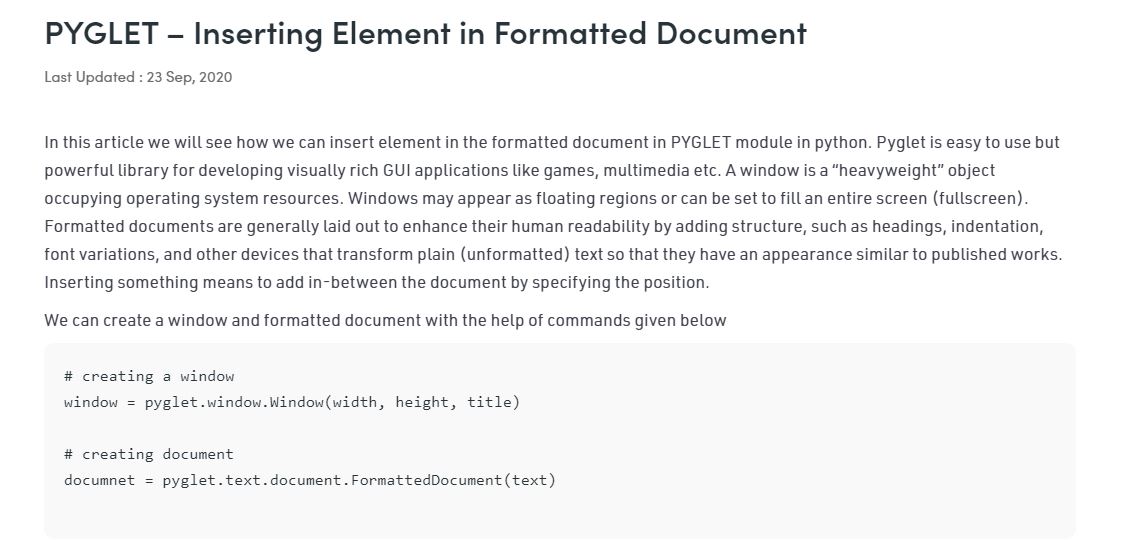 PYGLET – Inserting Element in Formatted Document
Last Updated : 23 Sep, 2020
In this article we will see how we can insert element in the formatted document in PYGLET module in python. Pyglet is easy to use but
powerful library for developing visually rich GUI applications like games, multimedia etc. A window is a “heavyweight” object
occupying operating system resources. Windows may appear as floating regions or can be set to fill an entire screen (fullscreen).
Formatted documents are generally laid out to enhance their human readability by adding structure, such as headings, indentation,
font variations, and other devices that transform plain (unformatted) text so that they have an appearance similar to published works.
Inserting something means to add in-between the document by specifying the position.
We can create a window and formatted document with the help of commands given below
# creating a window
window = pyglet.window.Window(width, height, title)
# creating document
documnet = pyglet.text.document.FormattedDocument(text)